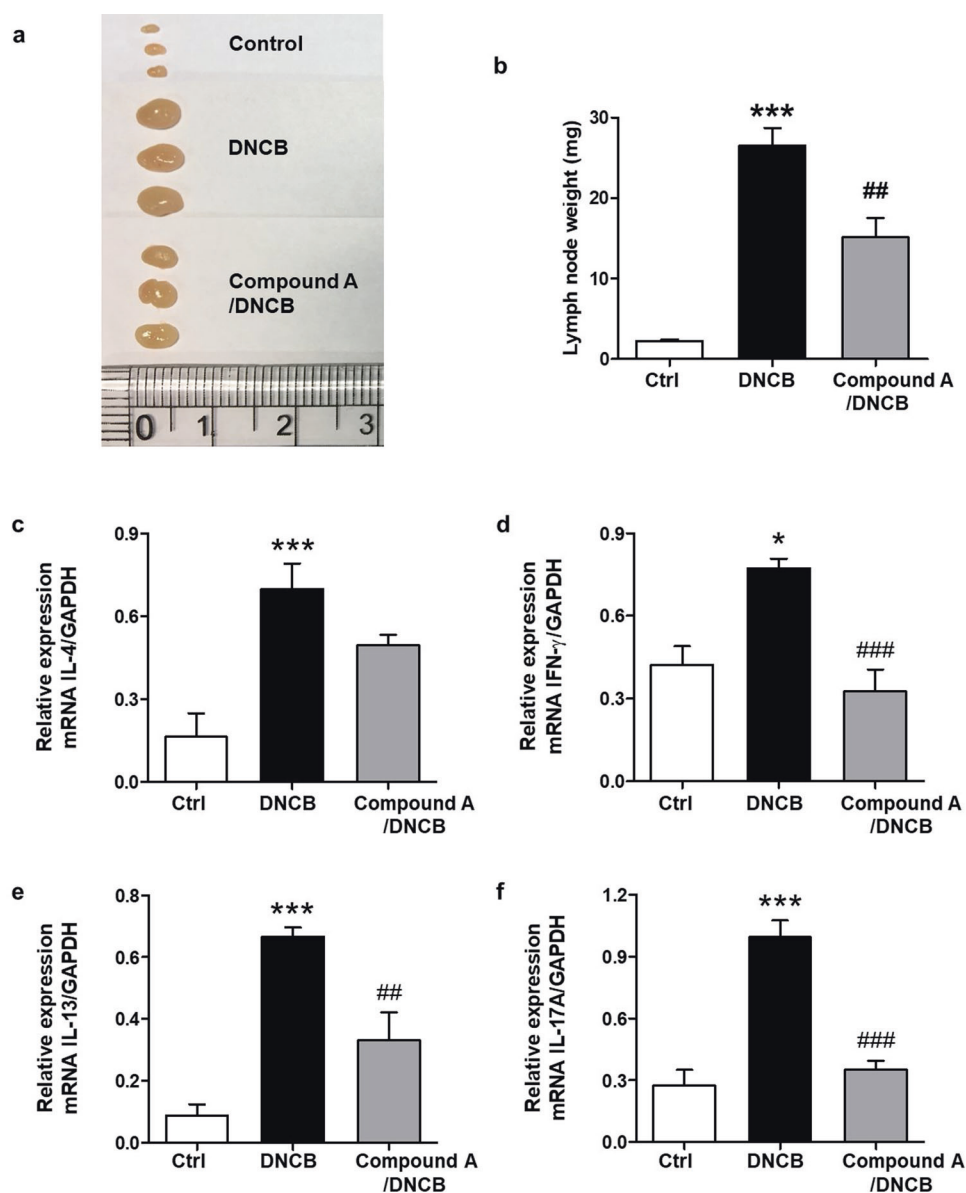 a
Control
DNCB
Compound A
/DNCB
0 1 2 3
b
Lymph node weight (mg)
30
20
10
0
***
##
Ctrl DNCB Compound A
/DNCB
c
Relative expression
mRNA IL-4/GAPDH
0.9
0.6
0.3
0.0
***
Ctrl DNCB Compound A
/DNCB
d
Relative expression
mRNA IFN-γ/GAPDH
0.9
0.6
0.3
0.0
*
###
Ctrl DNCB Compound A
/DNCB
e
Relative expression
mRNA IL-13/GAPDH
0.8
0.6
0.4
0.2
0.0
***
##
Ctrl DNCB Compound A
/DNCB
f
Relative expression
mRNA IL-17A/GAPDH
1.2
0.9
0.6
0.3
0.0
***
###
Ctrl DNCB Compound A
/DNCB